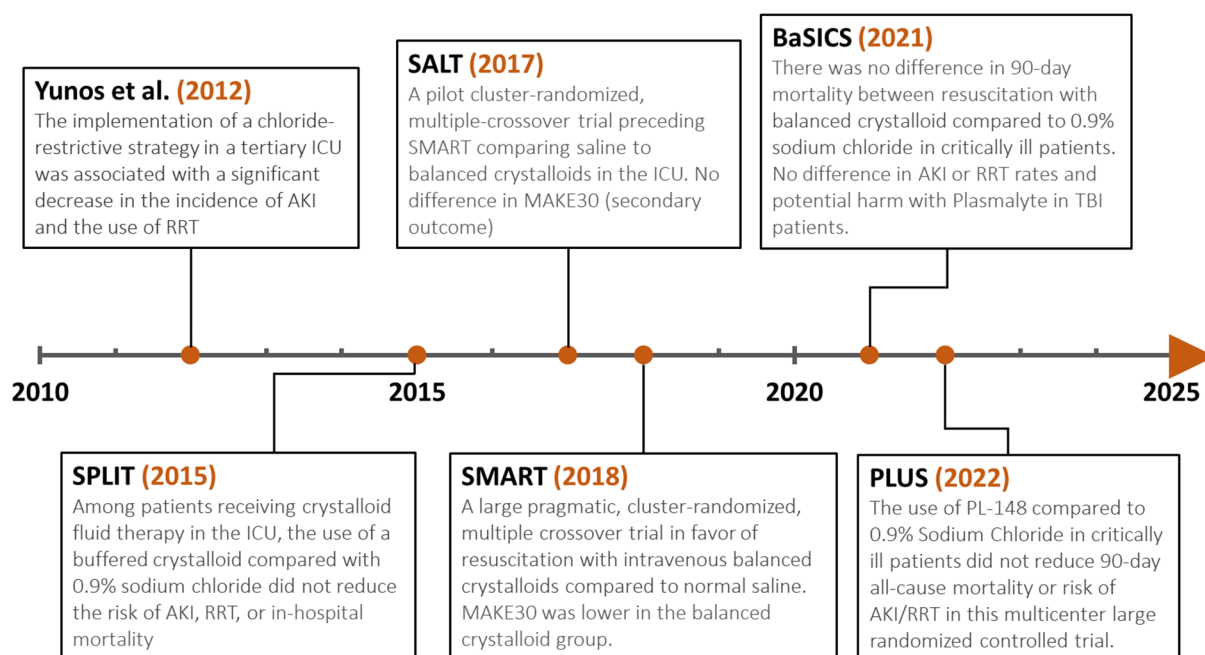 Yunos et al. (2012)
The implementation of a chloride-
restrictive strategy in a tertiary ICU
was associated with a significant
decrease in the incidence of AKI
and the use of RRT
SALT (2017)
A pilot cluster-randomized,
multiple-crossover trial preceding
SMART comparing saline to
balanced crystalloids in the ICU. No
difference in MAKE30 (secondary
outcome)
BaSICS (2021)
There was no difference in 90-day
mortality between resuscitation with
balanced crystalloid compared to 0.9%
sodium chloride in critically ill patients.
No difference in AKI or RRT rates and
potential harm with Plasmalyte in TBI
patients.
2010
2015
2020
2025
SPLIT (2015)
Among patients receiving crystalloid
fluid therapy in the ICU, the use of a
buffered crystalloid compared with
0.9% sodium chloride did not reduce
the risk of AKI, RRT, or in-hospital
mortality
SMART (2018)
A large pragmatic, cluster-randomized,
multiple crossover trial in favor of
resuscitation with intravenous balanced
crystalloids compared to normal saline.
MAKE30 was lower in the balanced
crystalloid group.
PLUS (2022)
The use of PL-148 compared to
0.9% Sodium Chloride in critically
ill patients did not reduce 90-day
all-cause mortality or risk of
AKI/RRT in this multicenter large
randomized controlled trial.